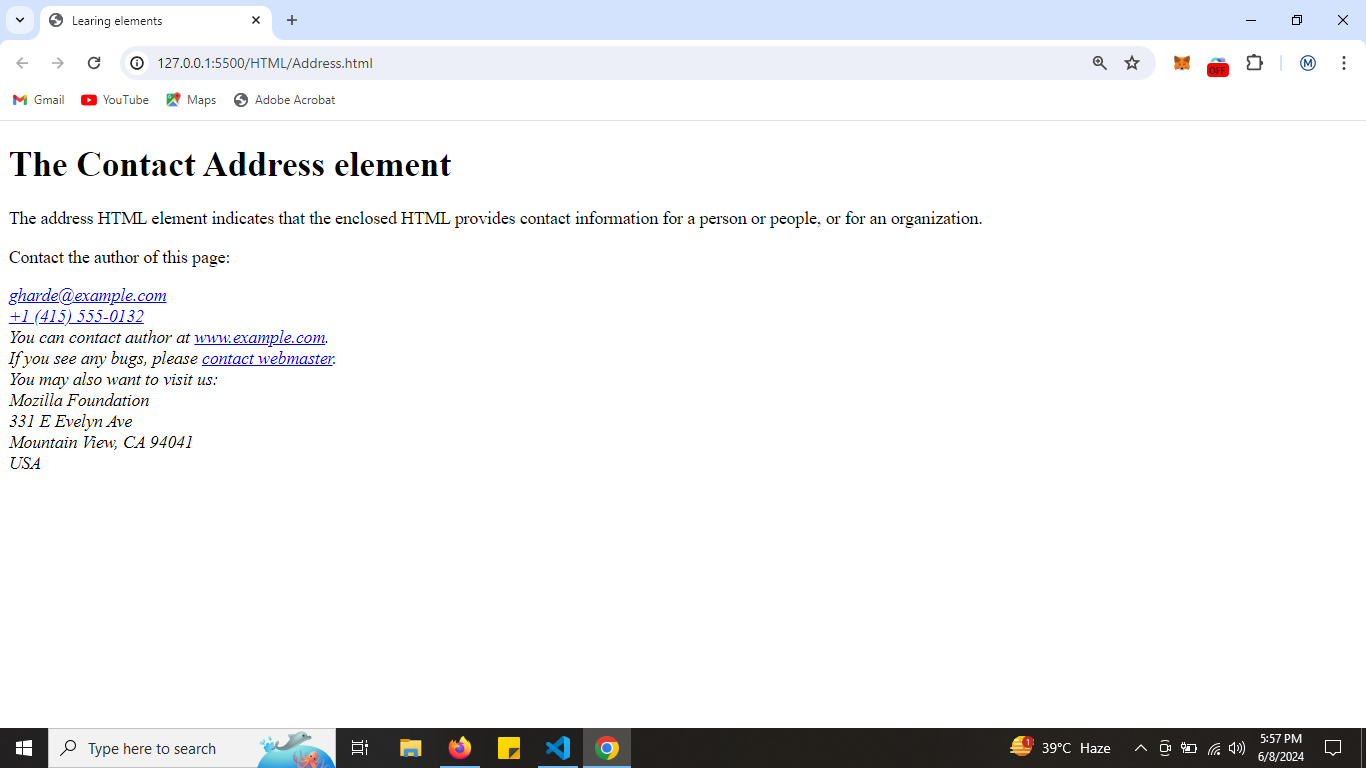 Learing elements
127.0.0.1:5500/HTML/Address.html
OFF
M
Gmail YouTube Maps Adobe Acrobat
The Contact Address element
The address HTML element indicates that the enclosed HTML provides contact information for a person or people, or for an organization.
Contact the author of this page:
gharde@example.com
+1 (415) 555-0132
You can contact author at www.example.com.
If you see any bugs, please contact webmaster.
You may also want to visit us:
Mozilla Foundation
331 E Evelyn Ave
Mountain View, CA 94041
USA
Type here to search
1
39°C Haze
5:57 PM
6/8/2024